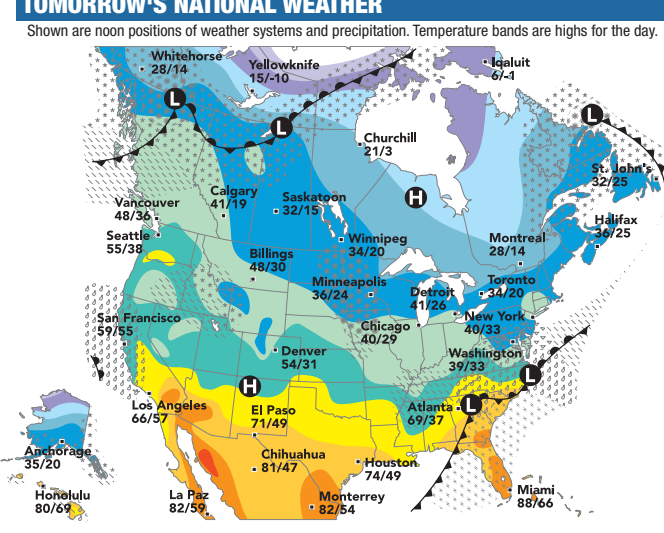 TOMORROW'S NATIONAL WEATHER
Shown are noon positions of weather systems and precipitation. Temperature bands are highs for the day.
Whitehorse
28/14
Yellowknife
15/-10
Iqaluit
6/-1
L
L
L
Churchill
21/3
St. John's
32/25
Calgary
41/19
Saskatoon
32/15
H
Vancouver
48/36
Halifax
36/25
Seattle
55/38
Winnipeg
34/20
Montreal
28/14
Billings
48/30
Minneapolis
36/24
Detroit
41/26
Toronto
34/20
San Francisco
59/55
Chicago
40/29
New York
40/33
Denver
54/31
Washington
39/33
H
L
L
Los Angeles
66/57
El Paso
71/49
Atlanta
69/37
Anchorage
35/20
Chihuahua
81/47
Houston
74/49
Honolulu
80/69
La Paz
82/59
Monterrey
82/54
Miami
88/66